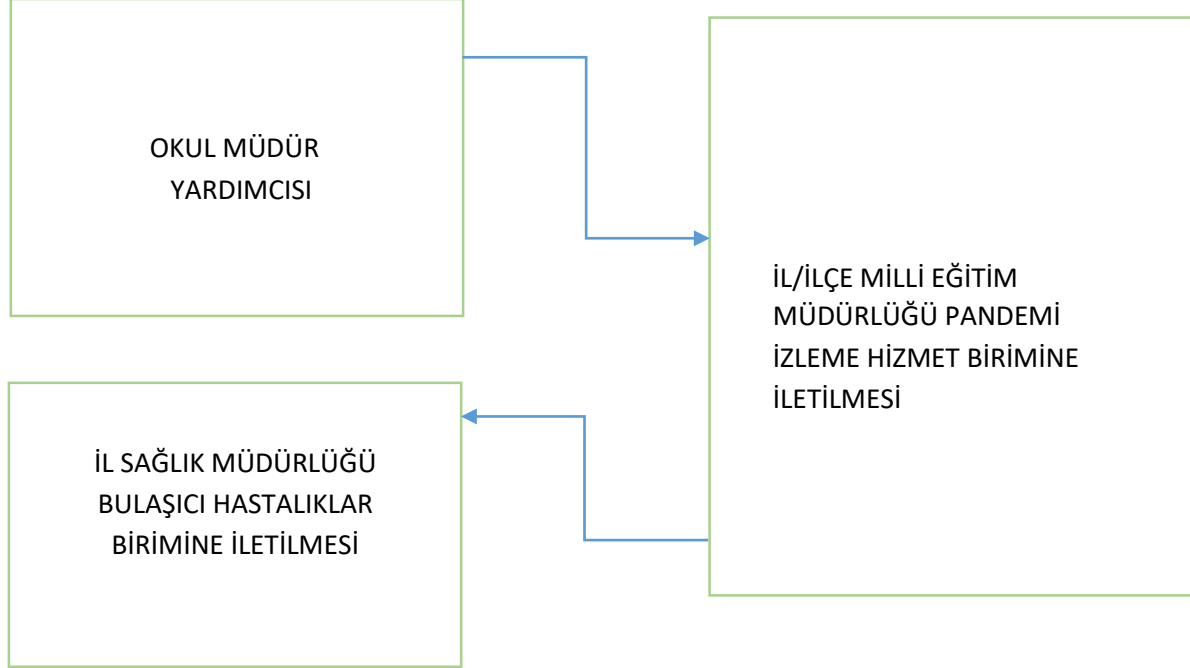 OKUL MÜDÜR
YARDIMCISI
İL/İLÇE MİLLİ EĞİTİM
MÜDÜRLÜĞÜ PANDEMİ
İZLEME HİZMET BİRİMİNE
İLETİLMESİ
İL SAĞLIK MÜDÜRLÜĞÜ
BULAŞICI HASTALIKLAR
BİRİMİNE İLETİLMESİ